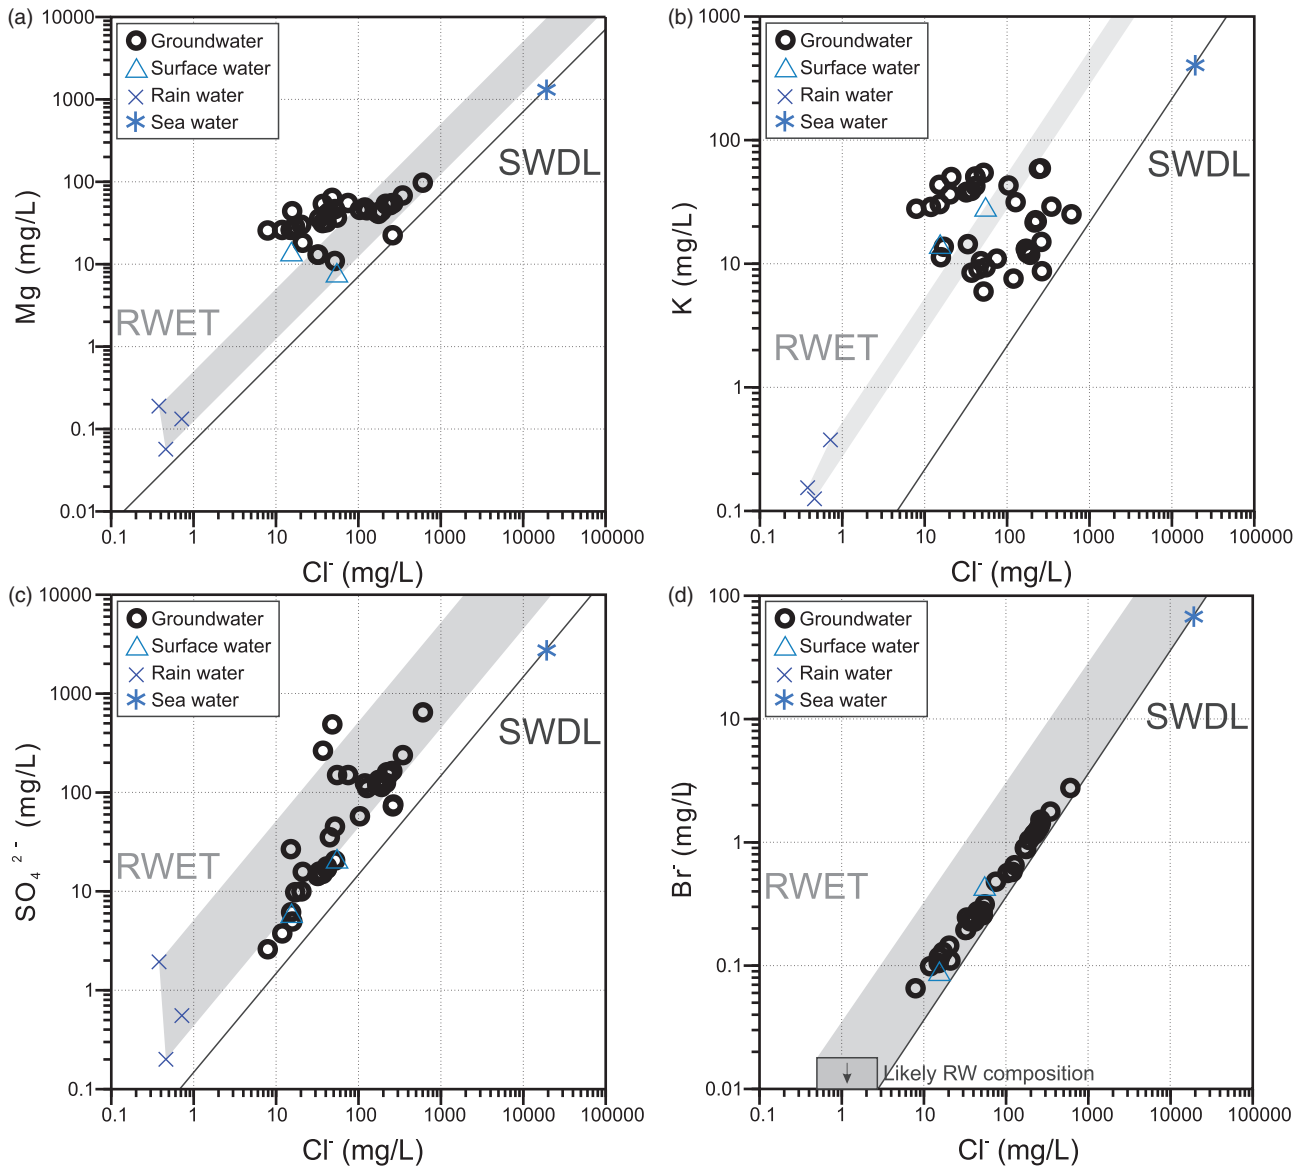 (a)
10000
1000
100
10
1
0.1
0.01
Mg (mg/L)
Groundwater
Surface water
Rain water
Sea water
SWDL
RWET
0.1
1
10
100
1000
10000
100000
Cl⁻ (mg/L)
(b)
1000
100
10
1
0.1
K (mg/L)
Groundwater
Surface water
Rain water
Sea water
SWDL
RWET
0.1
1
10
100
1000
10000
100000
Cl⁻ (mg/L)
(c)
10000
1000
100
10
1
0.1
SO₄²⁻ (mg/L)
Groundwater
Surface water
Rain water
Sea water
SWDL
RWET
0.1
1
10
100
1000
10000
100000
Cl⁻ (mg/L)
(d)
100
10
1
0.1
0.01
Br⁻ (mg/L)
Groundwater
Surface water
Rain water
Sea water
SWDL
RWET
Likely RW composition
0.1
1
10
100
1000
10000
100000
Cl⁻ (mg/L)